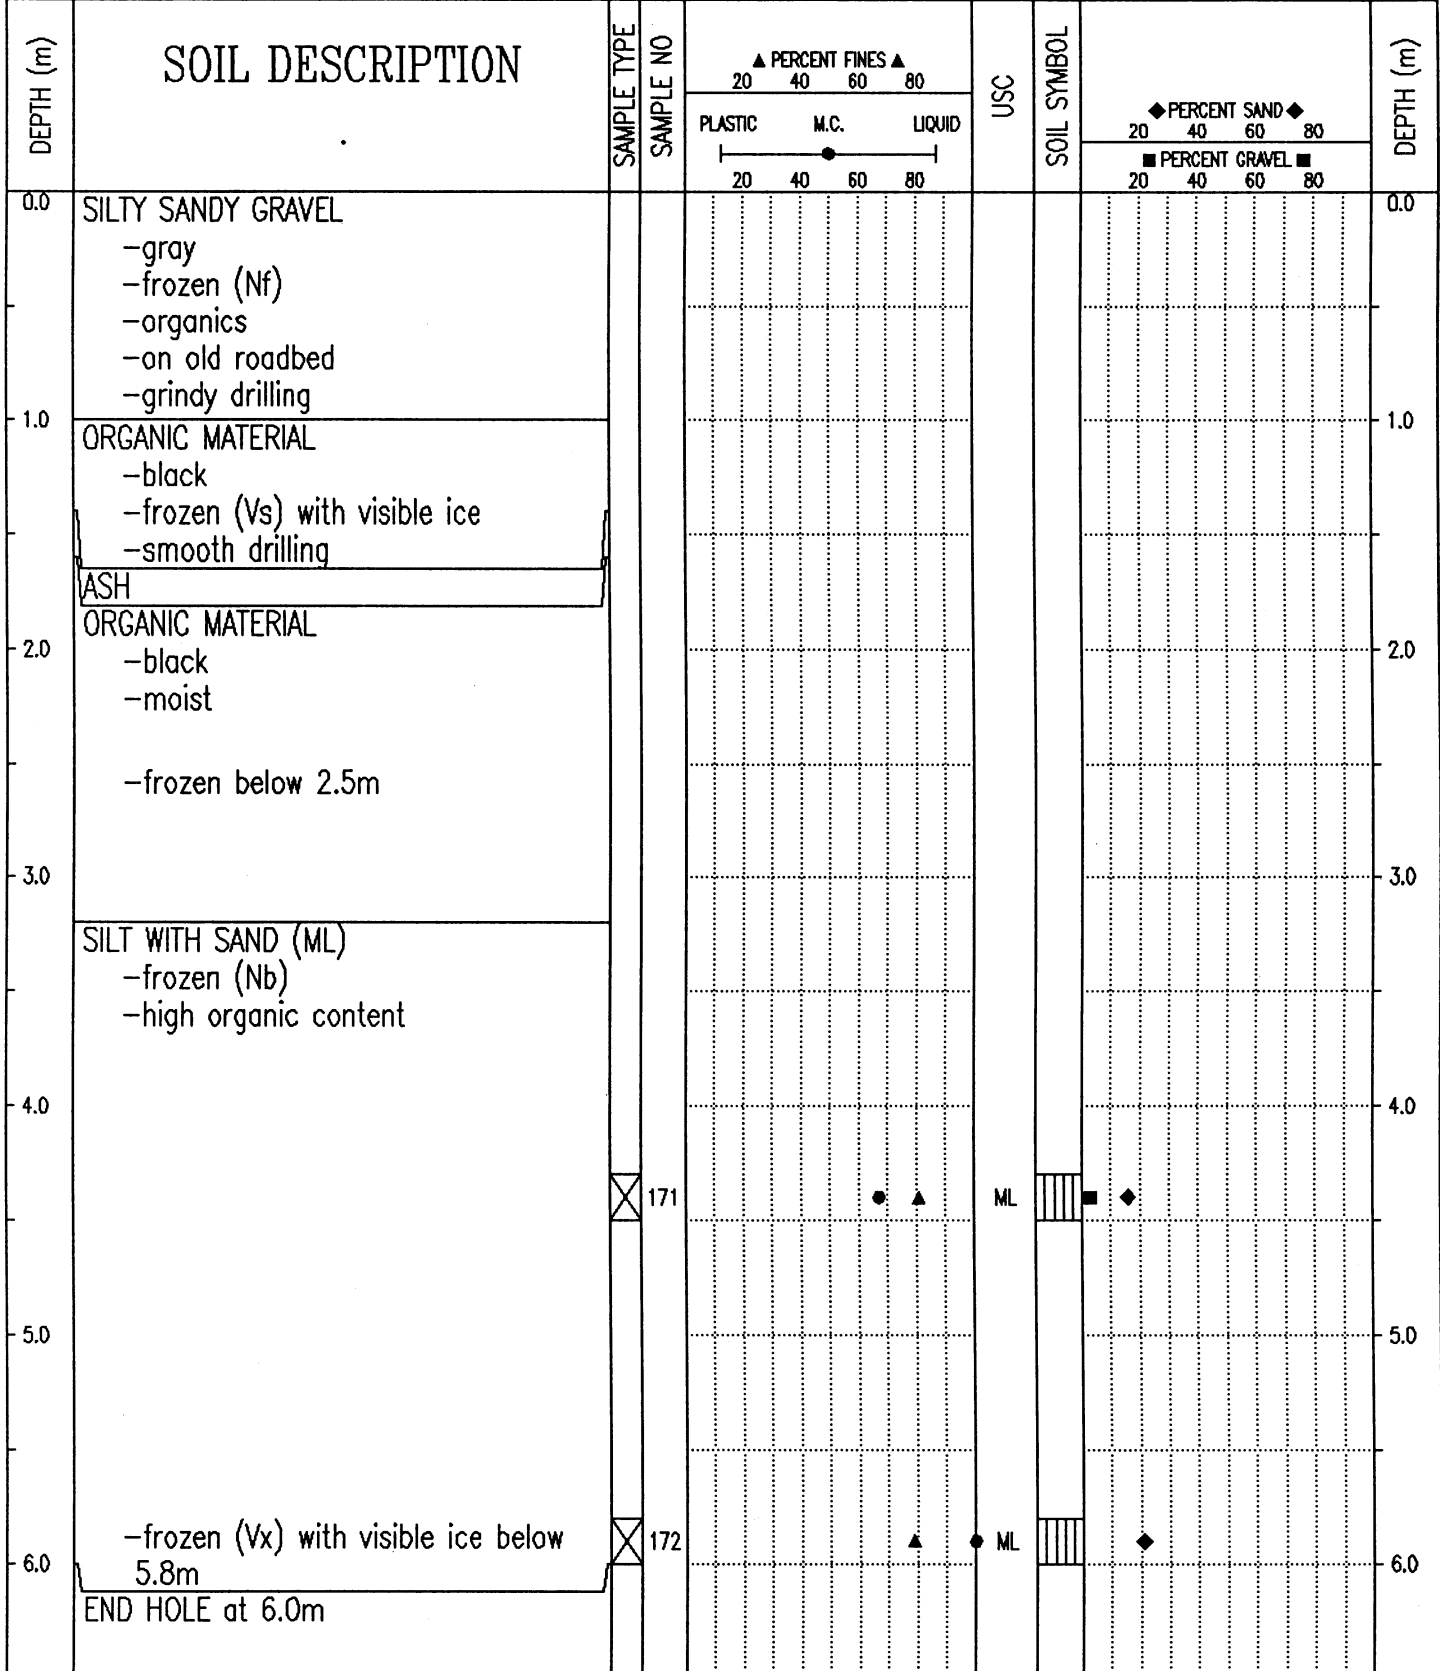 DEPTH (m)
SOIL DESCRIPTION
SAMPLE TYPE
SAMPLE NO
▲ PERCENT FINES ▲
20 40 60 80
PLASTIC M.C. LIQUID
20 40 60 80
USC
SOIL SYMBOL
◆ PERCENT SAND ◆
20 40 60 80
■ PERCENT GRAVEL ■
20 40 60 80
DEPTH (m)
0.0
SILTY SANDY GRAVEL
0.0
-gray
-frozen (Nf)
-organics
-on old roadbed
-grindy drilling
1.0
1.0
ORGANIC MATERIAL
-black
-frozen (Vs) with visible ice
-smooth drilling
ASH
ORGANIC MATERIAL
2.0
2.0
-black
-moist
-frozen below 2.5m
3.0
3.0
SILT WITH SAND (ML)
-frozen (Nb)
-high organic content
4.0
4.0
171
ML
5.0
5.0
-frozen (Vx) with visible ice below
172
ML
6.0
6.0
5.8m
END HOLE at 6.0m